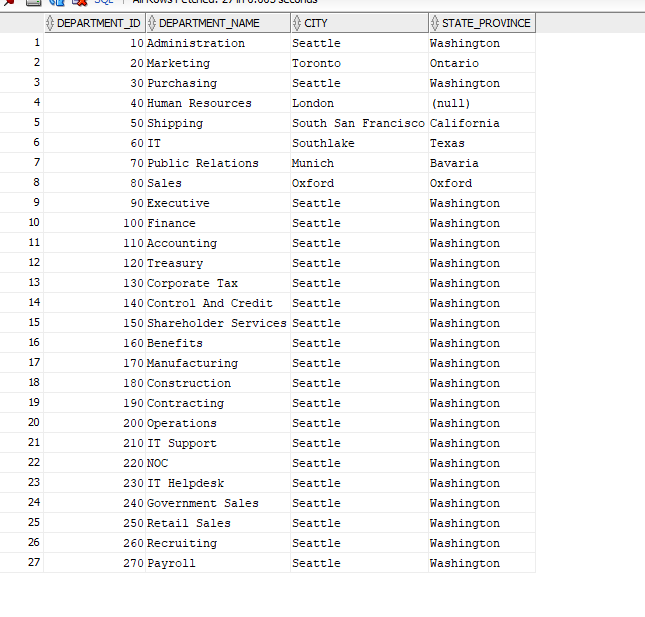 SQL | All Rows Fetched: 27 in 0.005 seconds
DEPARTMENT_ID DEPARTMENT_NAME CITY STATE_PROVINCE
1 10 Administration Seattle Washington
2 20 Marketing Toronto Ontario
3 30 Purchasing Seattle Washington
4 40 Human Resources London (null)
5 50 Shipping South San Francisco California
6 60 IT Southlake Texas
7 70 Public Relations Munich Bavaria
8 80 Sales Oxford Oxford
9 90 Executive Seattle Washington
10 100 Finance Seattle Washington
11 110 Accounting Seattle Washington
12 120 Treasury Seattle Washington
13 130 Corporate Tax Seattle Washington
14 140 Control And Credit Seattle Washington
15 150 Shareholder Services Seattle Washington
16 160 Benefits Seattle Washington
17 170 Manufacturing Seattle Washington
18 180 Construction Seattle Washington
19 190 Contracting Seattle Washington
20 200 Operations Seattle Washington
21 210 IT Support Seattle Washington
22 220 NOC Seattle Washington
23 230 IT Helpdesk Seattle Washington
24 240 Government Sales Seattle Washington
25 250 Retail Sales Seattle Washington
26 260 Recruiting Seattle Washington
27 270 Payroll Seattle Washington